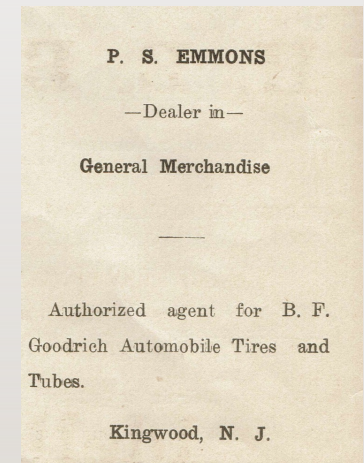 P. S. EMMONS
—Dealer in—
General Merchandise
Authorized agent for B. F.
Goodrich Automobile Tires and
Tubes.
Kingwood, N. J.